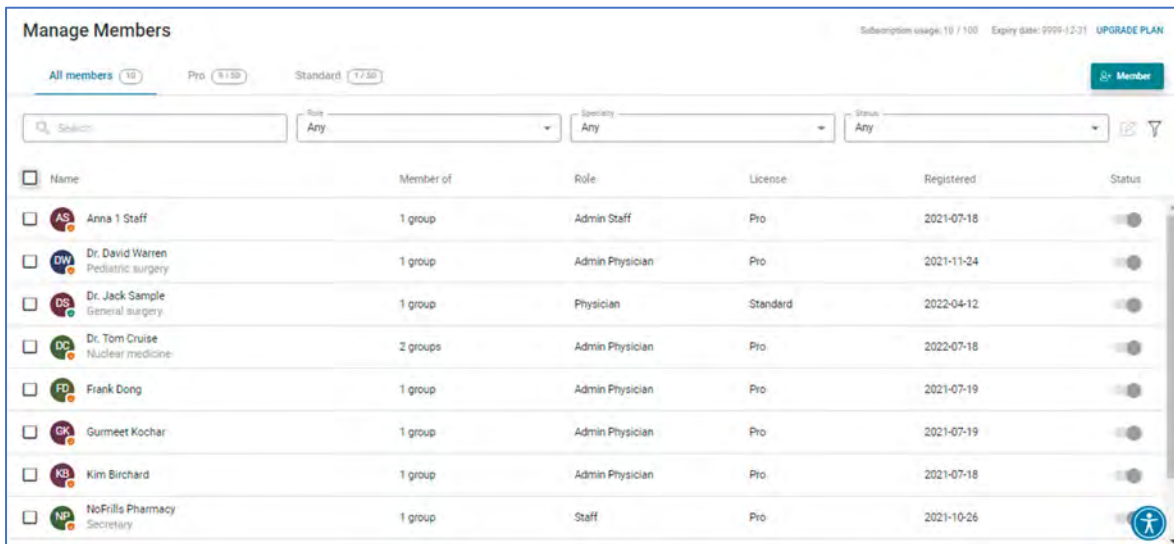 Manage Members
Subscription usage: 10 / 100 Expiry date: 9999-12-31 UPGRADE PLAN
All members 10 Pro 9 / 50 Standard 1 / 50 Member
Search
Role
Any
Specialty
Any
Status
Any
Name Member of Role License Registered Status
AS Anna 1 Staff 1 group Admin Staff Pro 2021-07-18
DW Dr. David Warren 1 group Admin Physician Pro 2021-11-24
Pediatric surgery
DS Dr. Jack Sample 1 group Physician Standard 2022-04-12
General surgery
DC Dr. Tom Cruise 2 groups Admin Physician Pro 2022-07-18
Nuclear medicine
FD Frank Dong 1 group Admin Physician Pro 2021-07-19
GK Gurmeet Kochar 1 group Admin Physician Pro 2021-07-19
KB Kim Birchard 1 group Admin Physician Pro 2021-07-18
NP NoFrills Pharmacy 1 group Staff Pro 2021-10-26
Secretary